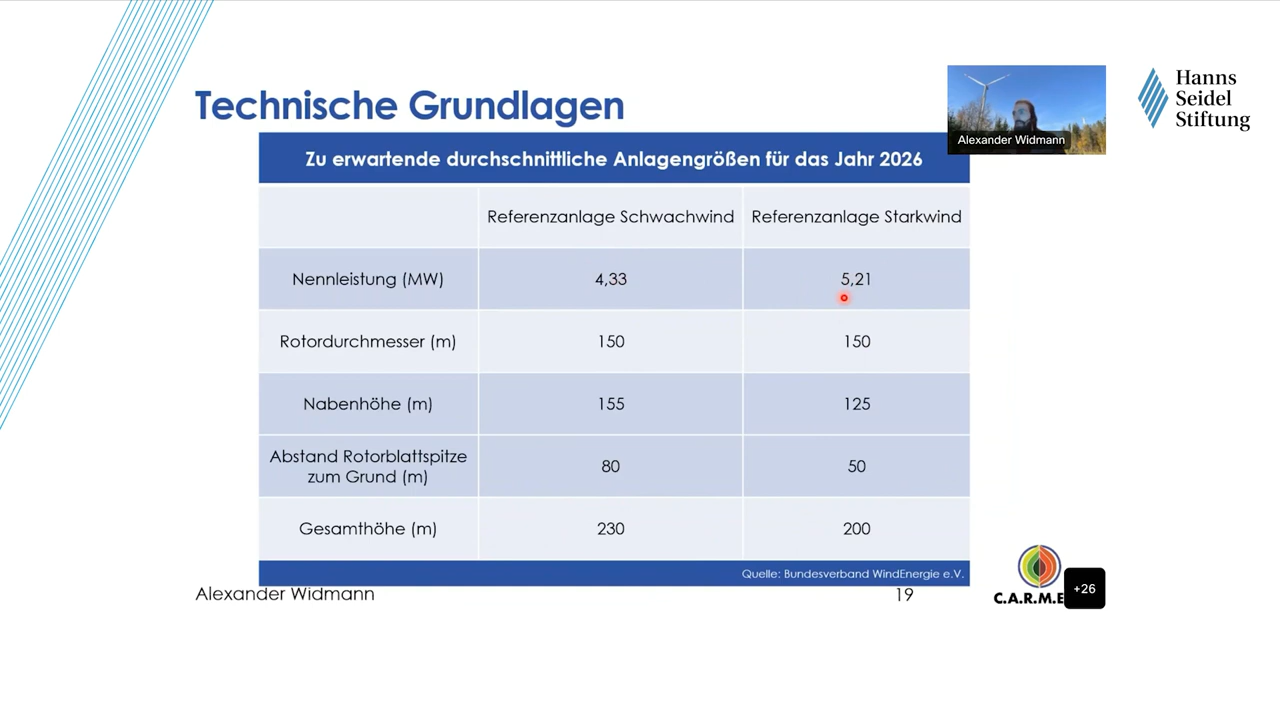 Technische Grundlagen
Alexander Widmann
Hanns
Seidel
Stiftung
Zu erwartende durchschnittliche Anlagengrößen für das Jahr 2026
Referenzanlage Schwachwind Referenzanlage Starkwind
Nennleistung (MW) 4,33 5,21
Rotordurchmesser (m) 150 150
Nabenhöhe (m) 155 125
Abstand Rotorblattspitze
zum Grund (m) 80 50
Gesamthöhe (m) 230 200
Quelle: Bundesverband WindEnergie e.V.
Alexander Widmann 19
C.A.R.M.E
+26